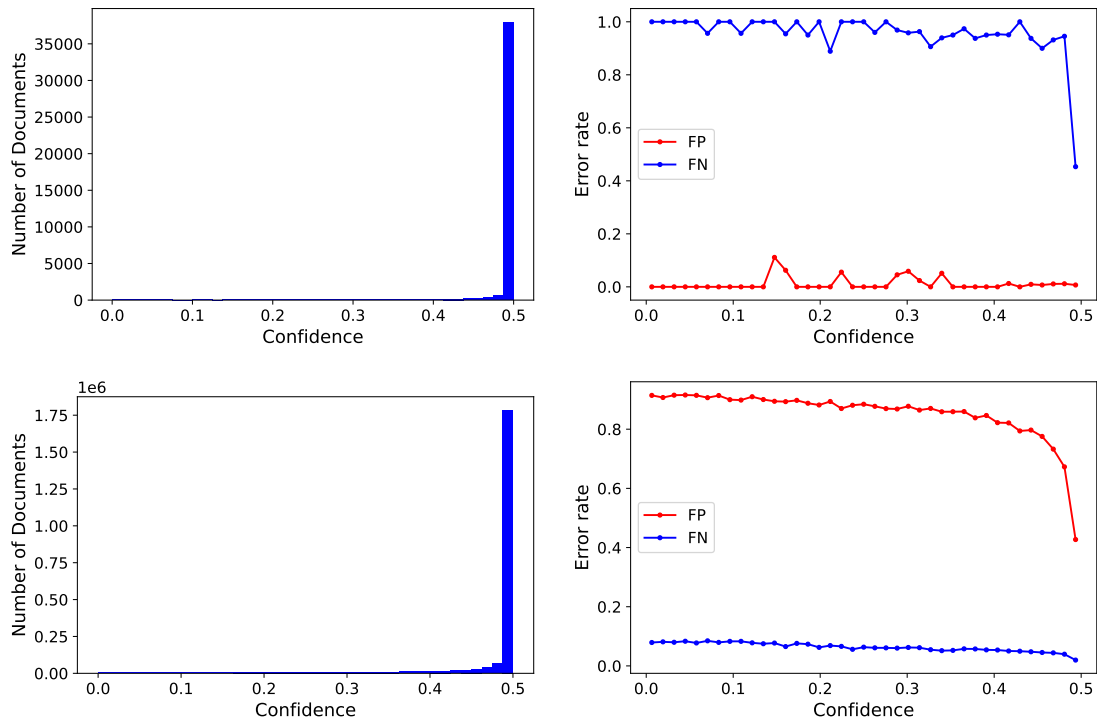 Number of Documents
35000
30000
25000
20000
15000
10000
5000
0
0.0 0.1 0.2 0.3 0.4 0.5
Confidence
Error rate
1.0
0.8
0.6
0.4
0.2
0.0
FP
FN
0.0 0.1 0.2 0.3 0.4 0.5
Confidence
1e6
Number of Documents
1.75
1.50
1.25
1.00
0.75
0.50
0.25
0.00
0.0 0.1 0.2 0.3 0.4 0.5
Confidence
Error rate
0.8
0.6
0.4
0.2
0.0
FP
FN
0.0 0.1 0.2 0.3 0.4 0.5
Confidence